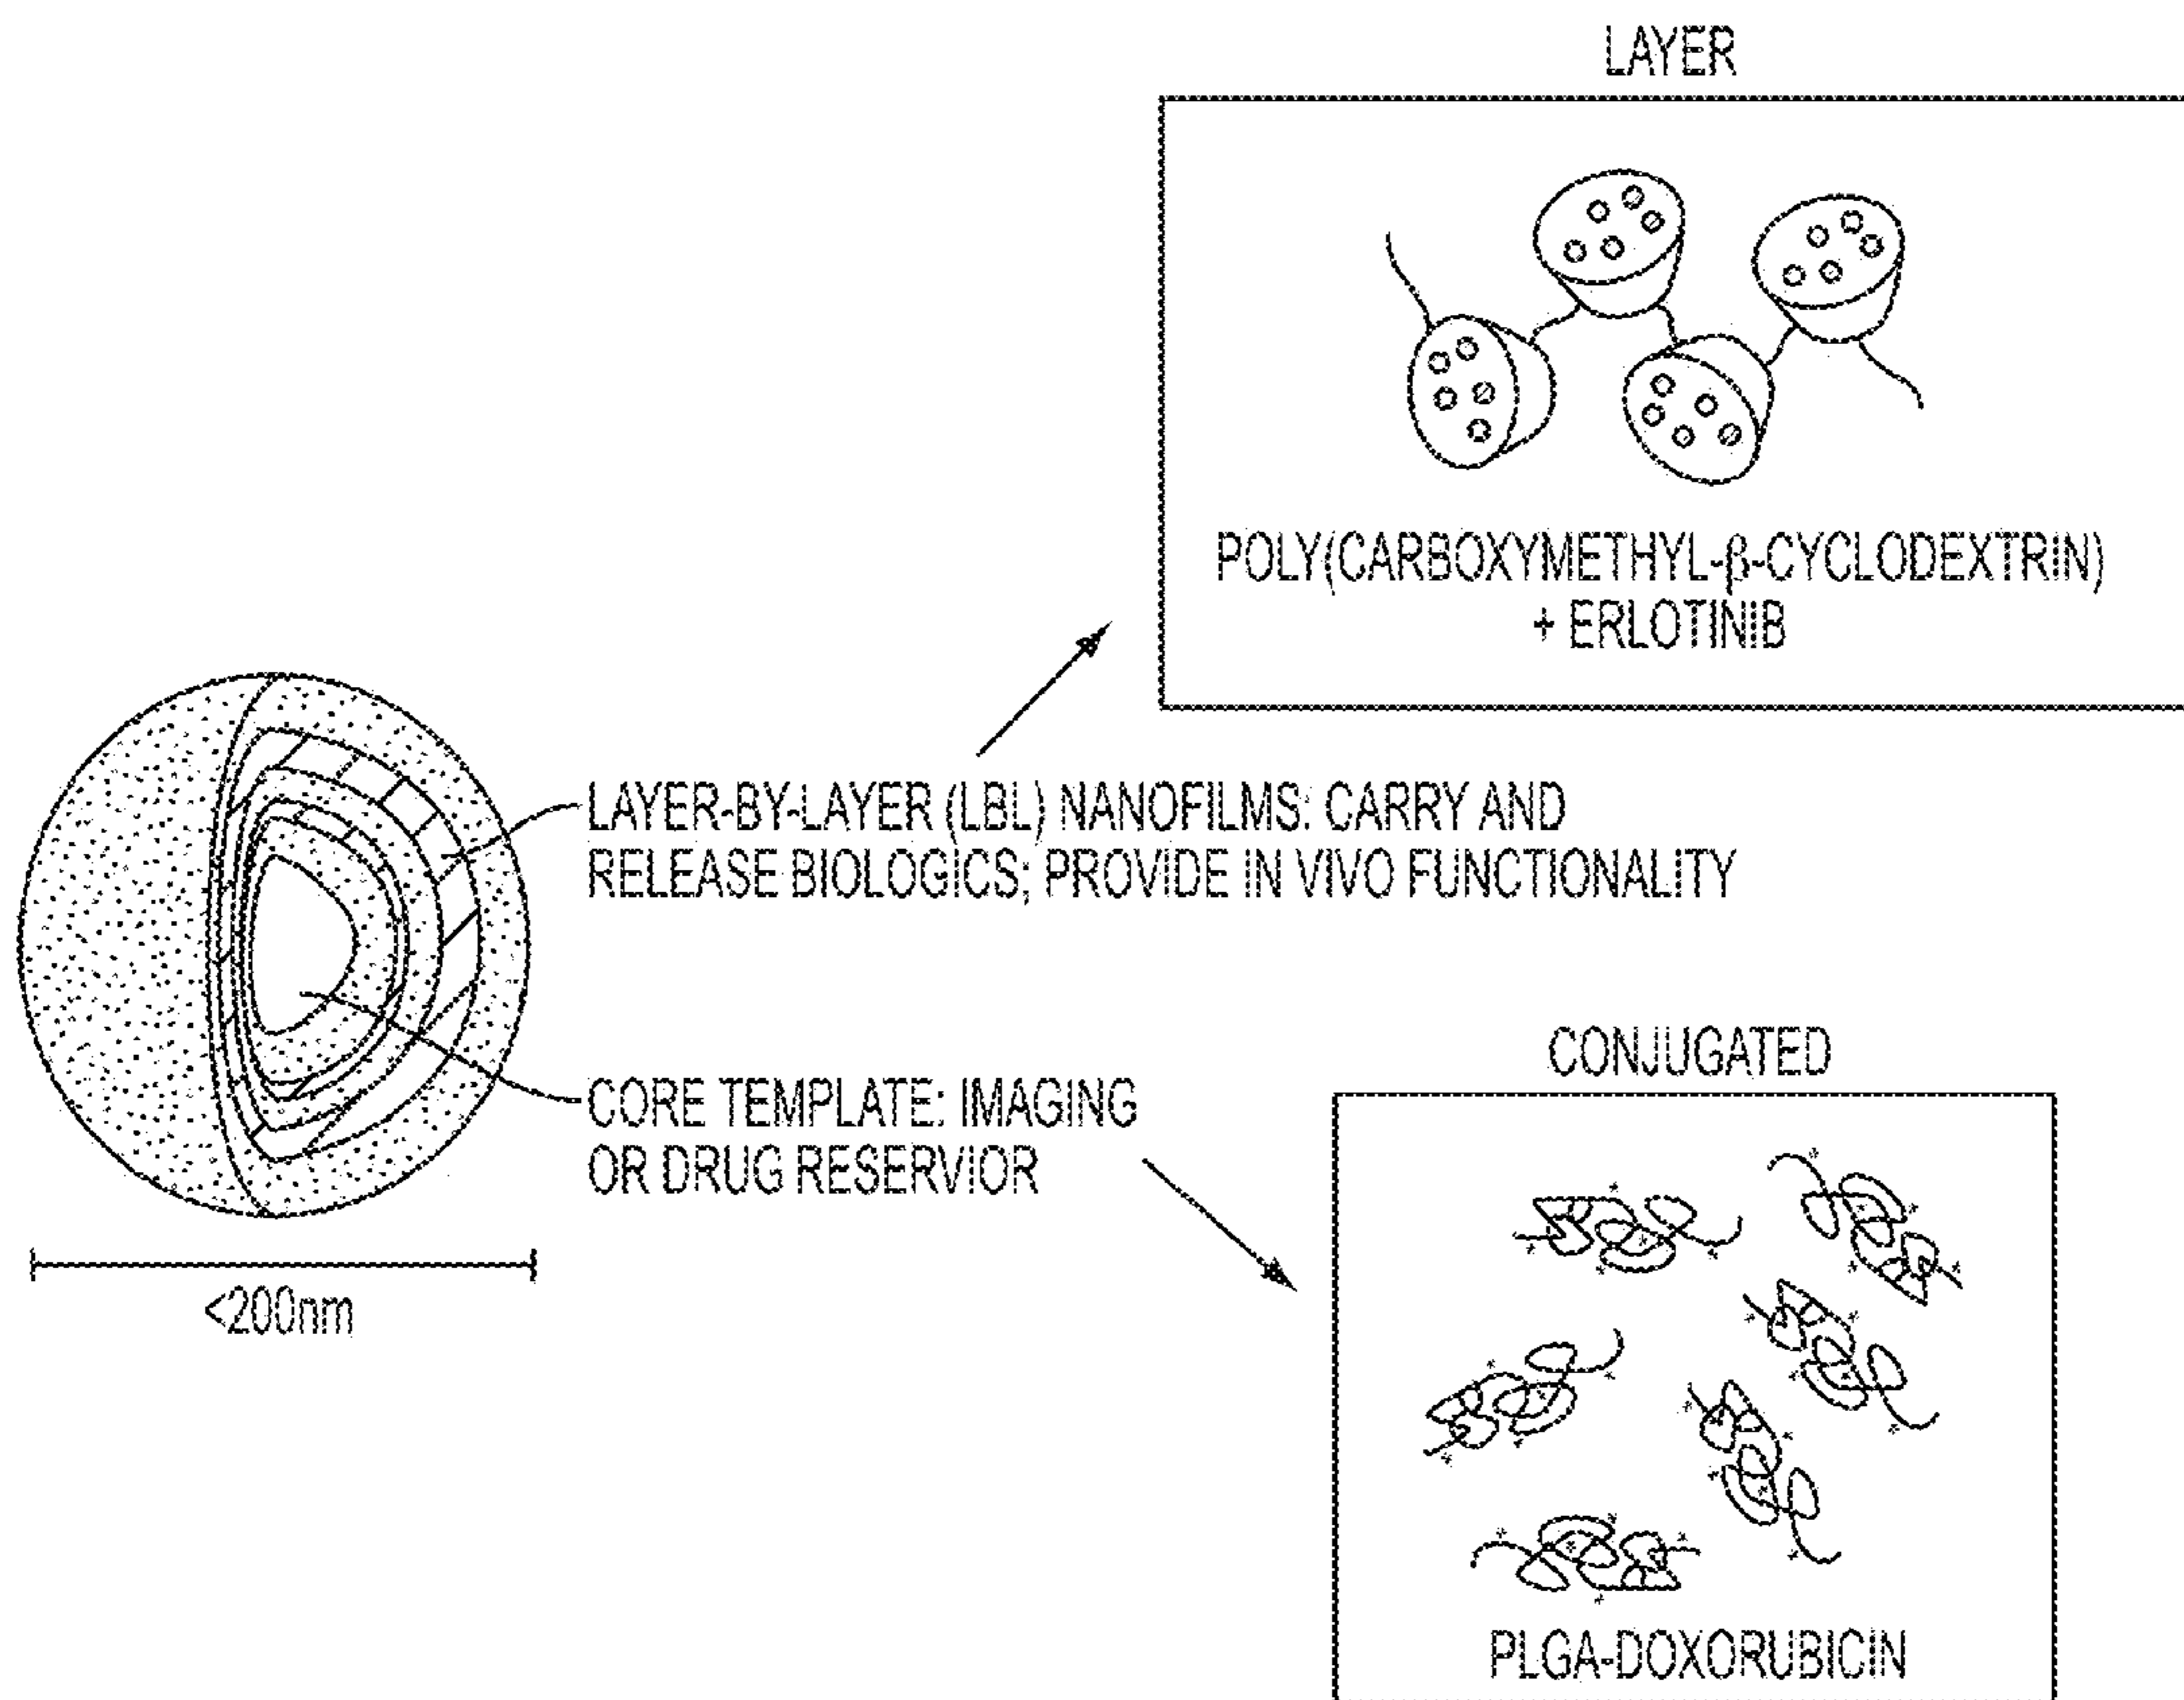 LAYER
POLY(CARBOXYMETHYL-β-CYCLODEXTRIN)
+ ERLOTINIB
LAYER-BY-LAYER (LBL) NANOFILMS: CARRY AND
RELEASE BIOLOGICS; PROVIDE IN VIVO FUNCTIONALITY
CORE TEMPLATE: IMAGING
OR DRUG RESERVIOR
<200nm
CONJUGATED
PLGA-DOXORUBICIN